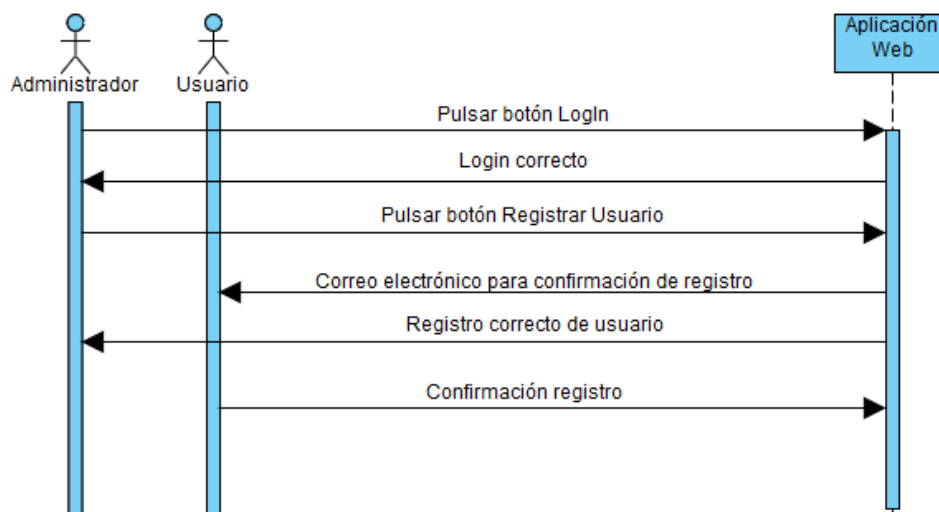 Aplicación
Web
Administrador
Usuario
Pulsar botón LogIn
Login correcto
Pulsar botón Registrar Usuario
Correo electrónico para confirmación de registro
Registro correcto de usuario
Confirmación registro